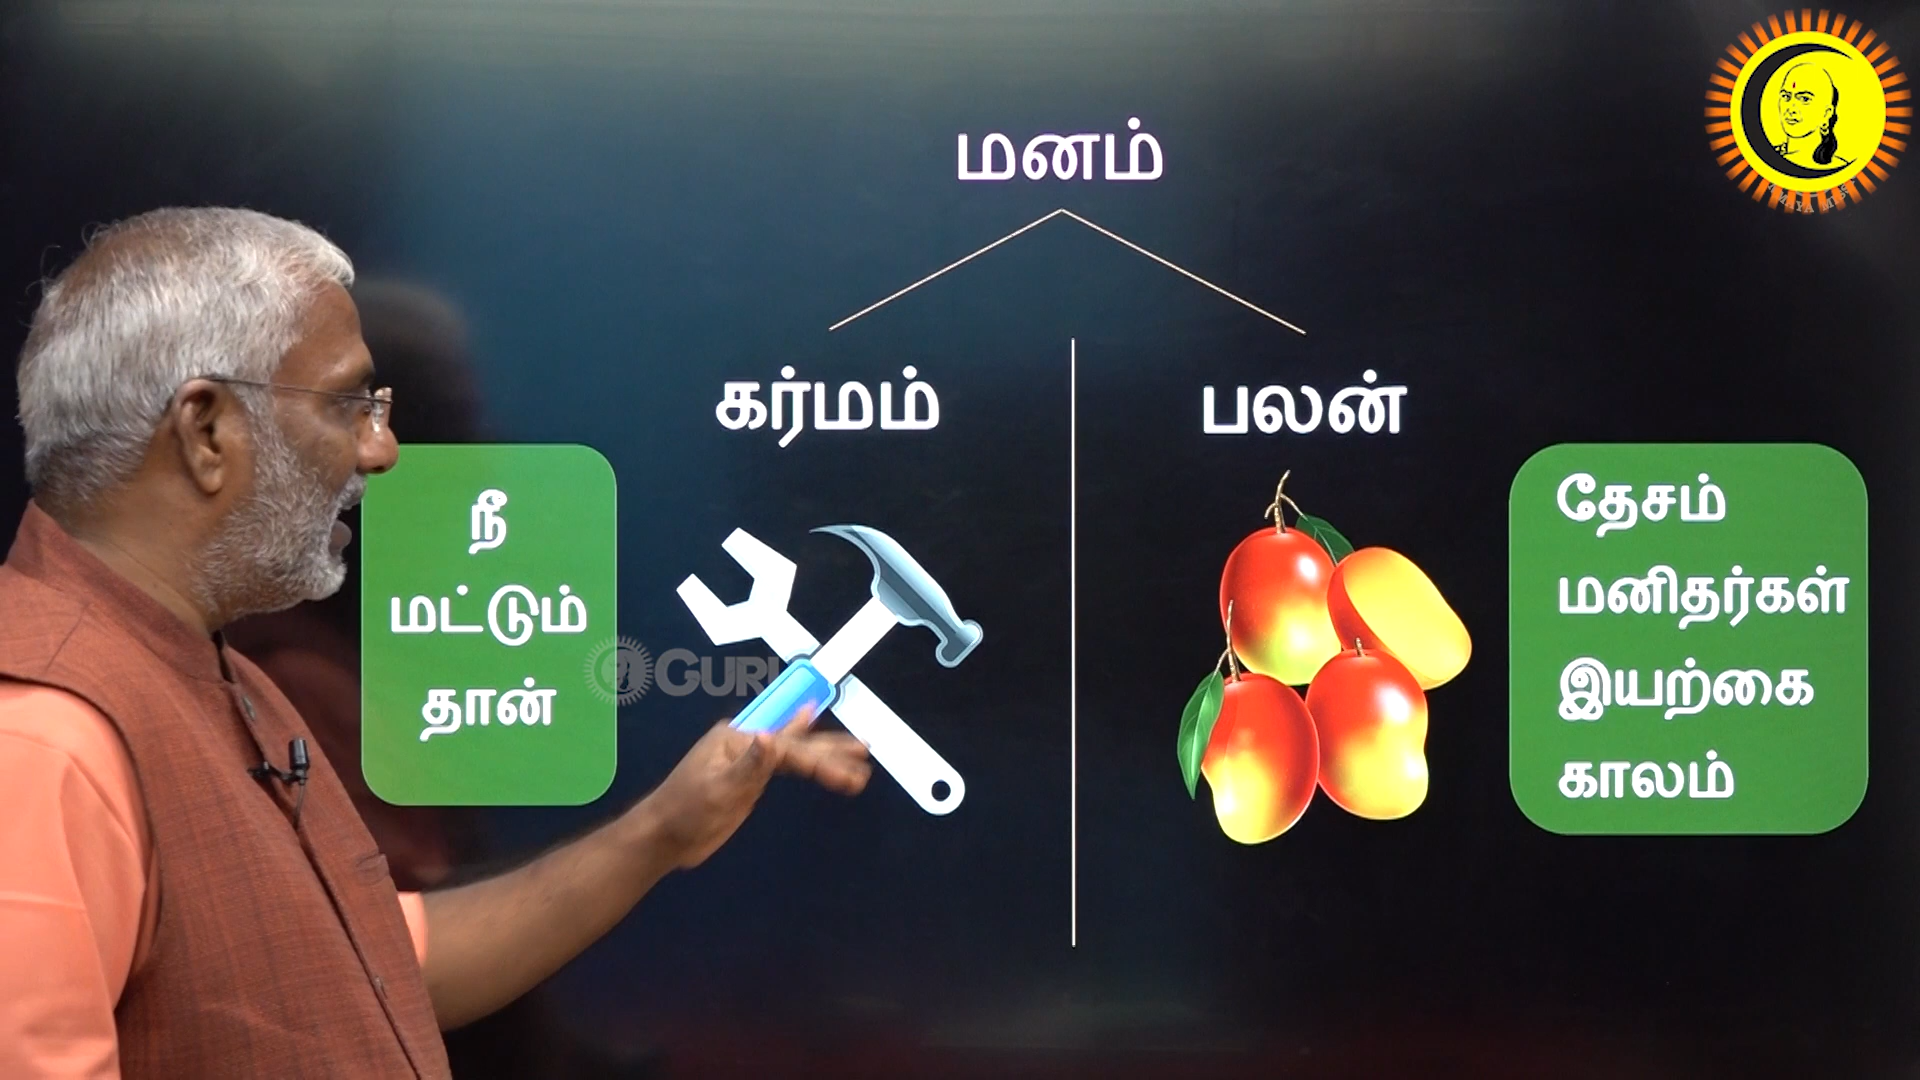 மனம்
கர்மம்
பலன்
நீ
மட்டும்
தான்
தேசம்
மனிதர்கள்
இயற்கை
காலம்